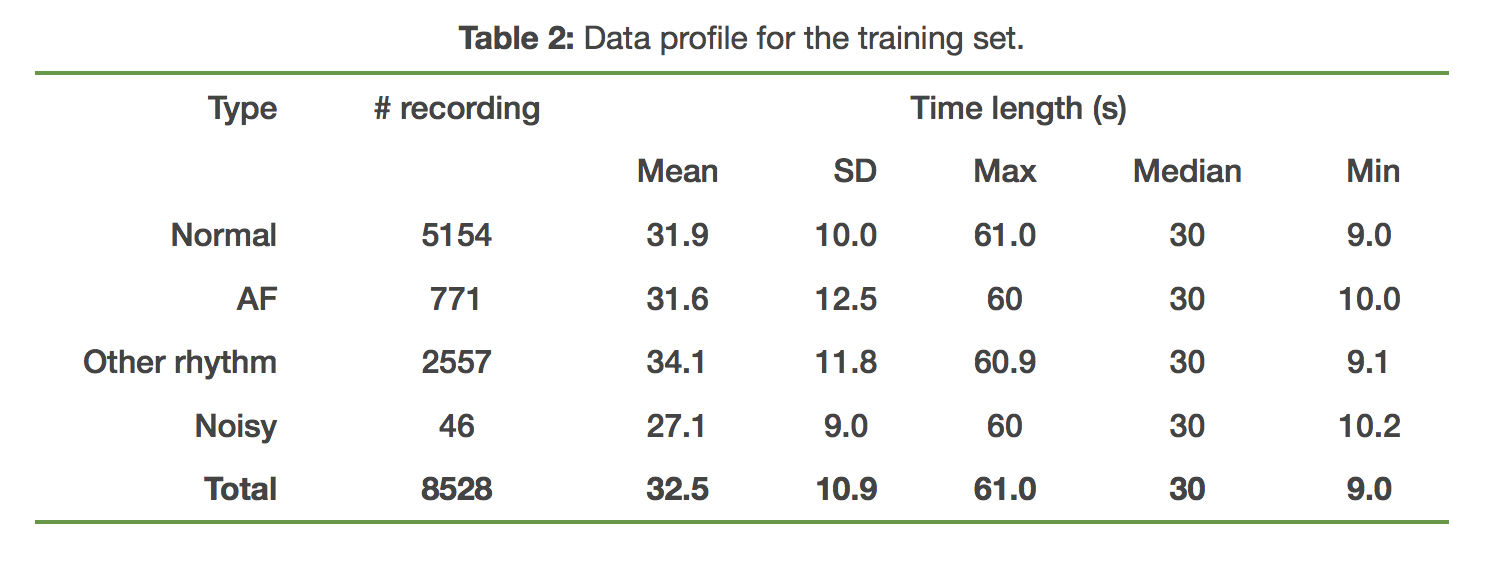 Table 2: Data profile for the training set.
Type # recording Time length (s)
Mean SD Max Median Min
Normal 5154 31.9 10.0 61.0 30 9.0
AF 771 31.6 12.5 60 30 10.0
Other rhythm 2557 34.1 11.8 60.9 30 9.1
Noisy 46 27.1 9.0 60 30 10.2
Total 8528 32.5 10.9 61.0 30 9.0